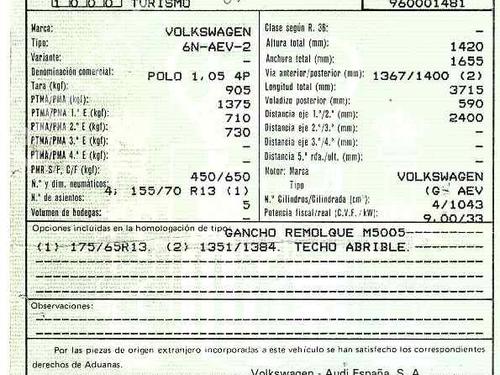 1000 TURISMO 960001481
Marca: VOLKSWAGEN
Tipo: 6N-AEV-2
Variante: –
Denominación comercial: POLO 1,05 4P
Tara (kgf): 905
PTMA/PMA (kgf): 1375
PTMA/PMA 1.º E (kgf): 710
PTMA/PMA 2.º E (kgf): 730
PTMA/PMA 3.º E (kgf): –
PTMA/PMA 4.º E (kgf): –
PMR-S/F, C/F (kgf) 450/650
N.º y dim. neumáticos: 4; 155/70 R13 (1)
N.º de asientos: 5
Volumen de bodegas: –
Clase según R. 36: –
Altura total (mm): 1420
Anchura total (mm): 1655
Vía anterior/posterior (mm): 1367/1400 (2)
Longitud total (mm): 3715
Voladizo posterior (mm): 590
Distancia eje 1.º/2.º (mm): 2400
Distancia eje 2.º/3.º (mm): –
Distancia eje 3.º/4.º (mm): –
Distancia 5.ª rda./ult. (mm): –
Motor: Marca VOLKSWAGEN
Tipo (G- AEV
N.º Cilindros/Cilindrada (cm³): 4/1043
Potencia fiscal/real (C.V.F. / kW): 9,00/33
Opciones incluidas en la homologación de tipo: GANCHO REMOLQUE M5005
(1) 175/65R13. (2) 1351/1384. TECHO ABRIBLE.
Observaciones:
Por las piezas de origen extranjero incorporadas a este vehículo se han satisfecho los correspondientes
derechos de Aduanas.
Volkswagen - Audi España, S. A.